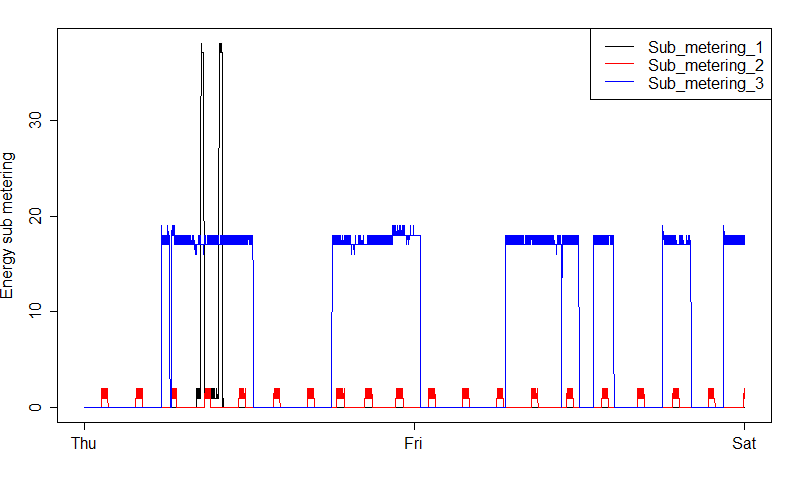 Sub_metering_1
Sub_metering_2
Sub_metering_3
Energy sub metering
30
20
10
0
Thu
Fri
Sat